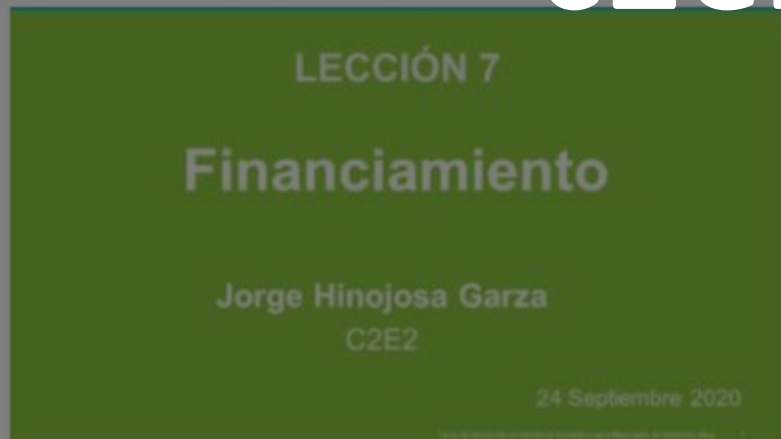 LECCIÓN 7
Financiamiento
Jorge Hinojosa Garza
C2E2
24 Septiembre 2020